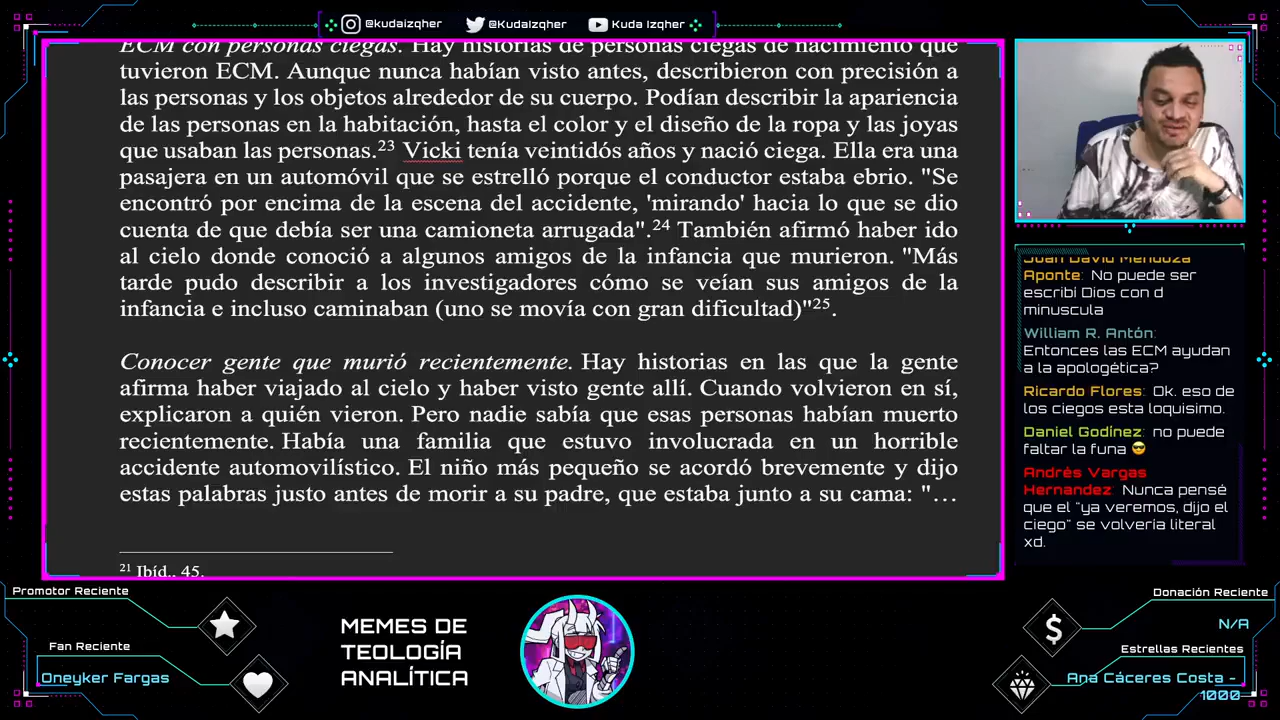 @kudaizqher
@KudaIzqher
Kuda Izqher
ECM con personas ciegas. Hay historias de personas ciegas de nacimiento que
tuvieron ECM. Aunque nunca habían visto antes, describieron con precisión a
las personas y los objetos alrededor de su cuerpo. Podían describir la apariencia
de las personas en la habitación, hasta el color y el diseño de la ropa y las joyas
que usaban las personas.23 Vicki tenía veintidós años y nació ciega. Ella era una
pasajera en un automóvil que se estrelló porque el conductor estaba ebrio. "Se
encontró por encima de la escena del accidente, 'mirando' hacia lo que se dio
cuenta de que debía ser una camioneta arrugada".24 También afirmó haber ido
al cielo donde conoció a algunos amigos de la infancia que murieron. "Más
tarde pudo describir a los investigadores cómo se veían sus amigos de la
infancia e incluso caminaban (uno se movía con gran dificultad)"25.
Conocer gente que murió recientemente. Hay historias en las que la gente
afirma haber viajado al cielo y haber visto gente allí. Cuando volvieron en sí,
explicaron a quién vieron. Pero nadie sabía que esas personas habían muerto
recientemente. Había una familia que estuvo involucrada en un horrible
accidente automovilístico. El niño más pequeño se acordó brevemente y dijo
estas palabras justo antes de morir a su padre, que estaba junto a su cama: "…
21 Ibíd., 45.
Juan David Mendoza
Aponte: No puede ser
escribí Dios con d
minuscula
William R. Antón:
Entonces las ECM ayudan
a la apologética?
Ricardo Flores: Ok. eso de
los ciegos esta loquisimo.
Daniel Godínez: no puede
faltar la funa 😎
Andrés Vargas
Hernandez: Nunca pensé
que el "ya veremos, dijo el
ciego" se volvería literal
xd.
Promotor Reciente
Fan Reciente
Oneyker Fargas
MEMES DE
TEOLOGÍA
ANALÍTICA
Donación Reciente
N/A
Estrellas Recientes
Ana Cáceres Costa -
1000